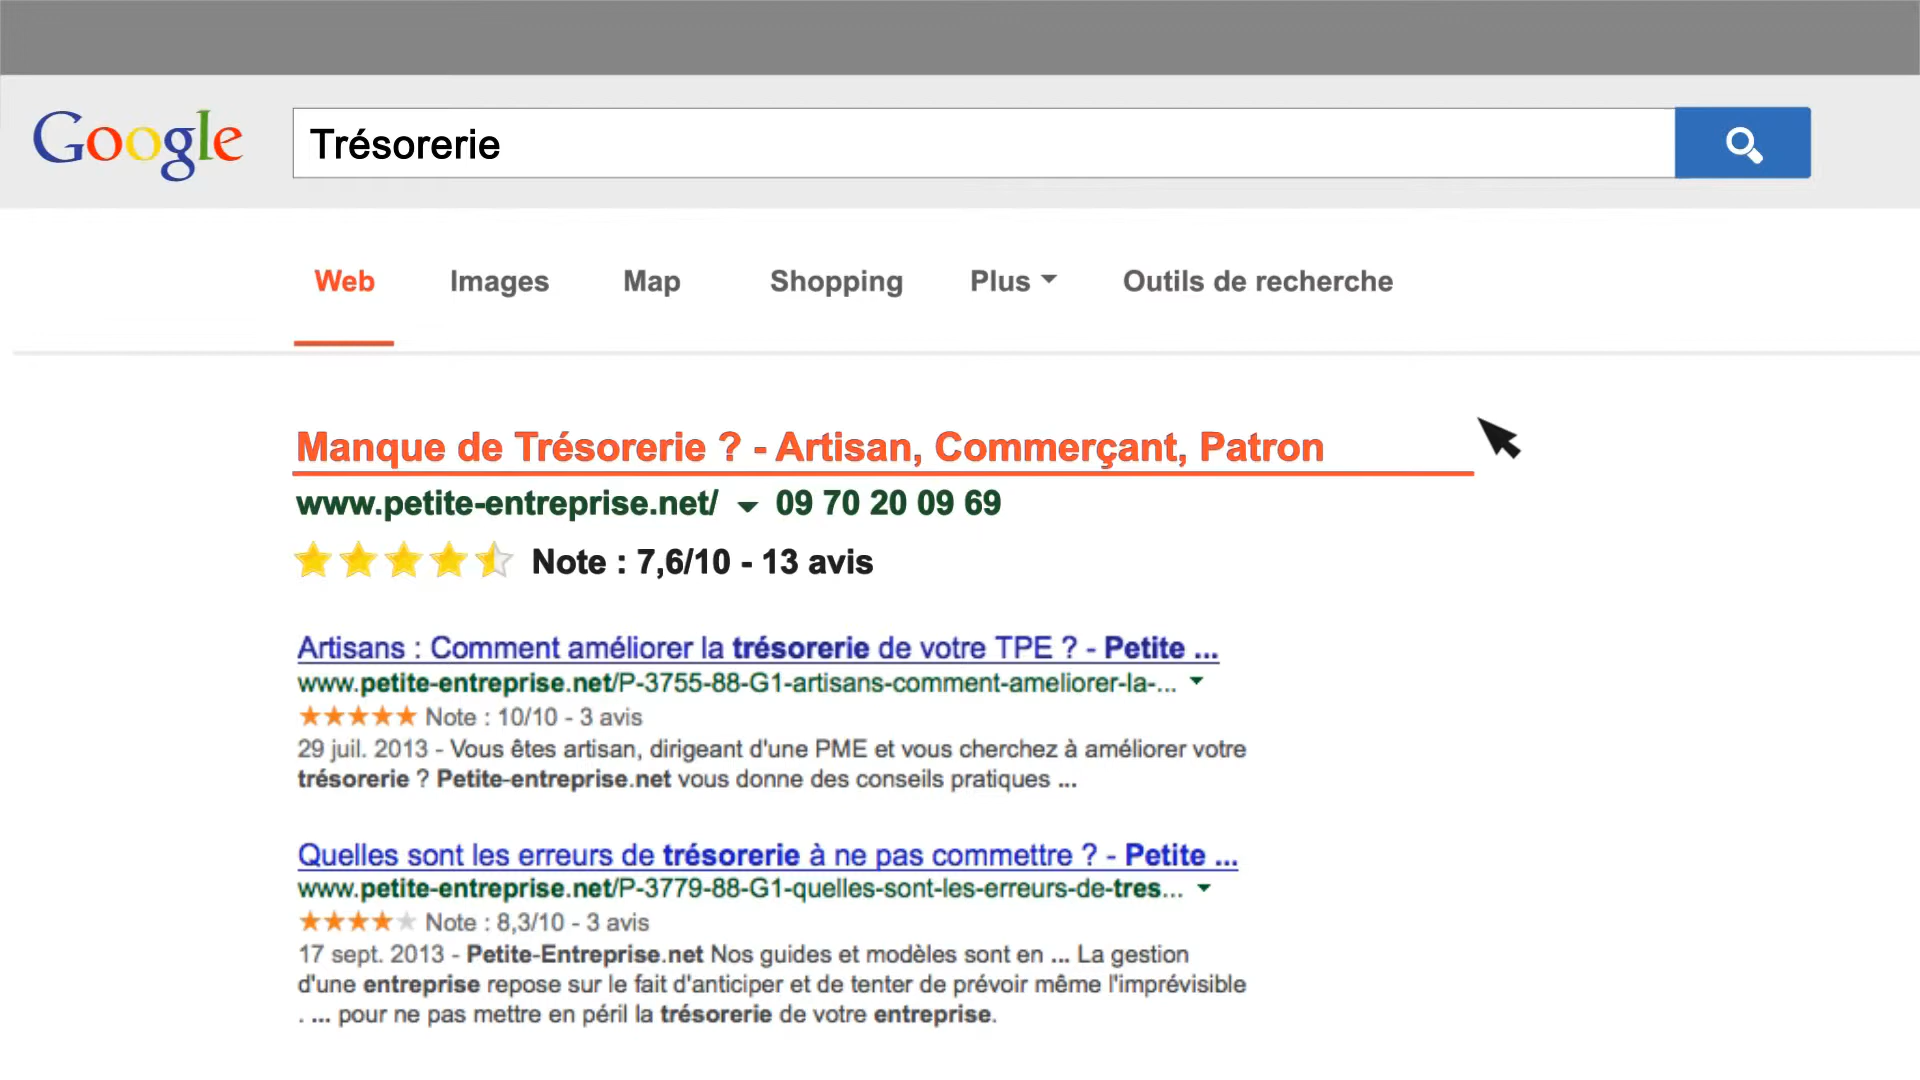 Google
Trésorerie
Web Images Map Shopping Plus Outils de recherche
Manque de Trésorerie ? - Artisan, Commerçant, Patron
www.petite-entreprise.net/ 09 70 20 09 69
Note : 7,6/10 - 13 avis
Artisans : Comment améliorer la trésorerie de votre TPE ? - Petite ...
www.petite-entreprise.net/P-3755-88-G1-artisans-comment-ameliorer-la-...
Note : 10/10 - 3 avis
29 juil. 2013 - Vous êtes artisan, dirigeant d'une PME et vous cherchez à améliorer votre
trésorerie ? Petite-entreprise.net vous donne des conseils pratiques ...
Quelles sont les erreurs de trésorerie à ne pas commettre ? - Petite ...
www.petite-entreprise.net/P-3779-88-G1-quelles-sont-les-erreurs-de-tres...
Note : 8,3/10 - 3 avis
17 sept. 2013 - Petite-Entreprise.net Nos guides et modèles sont en ... La gestion
d'une entreprise repose sur le fait d'anticiper et de tenter de prévoir même l'imprévisible
. ... pour ne pas mettre en péril la trésorerie de votre entreprise.